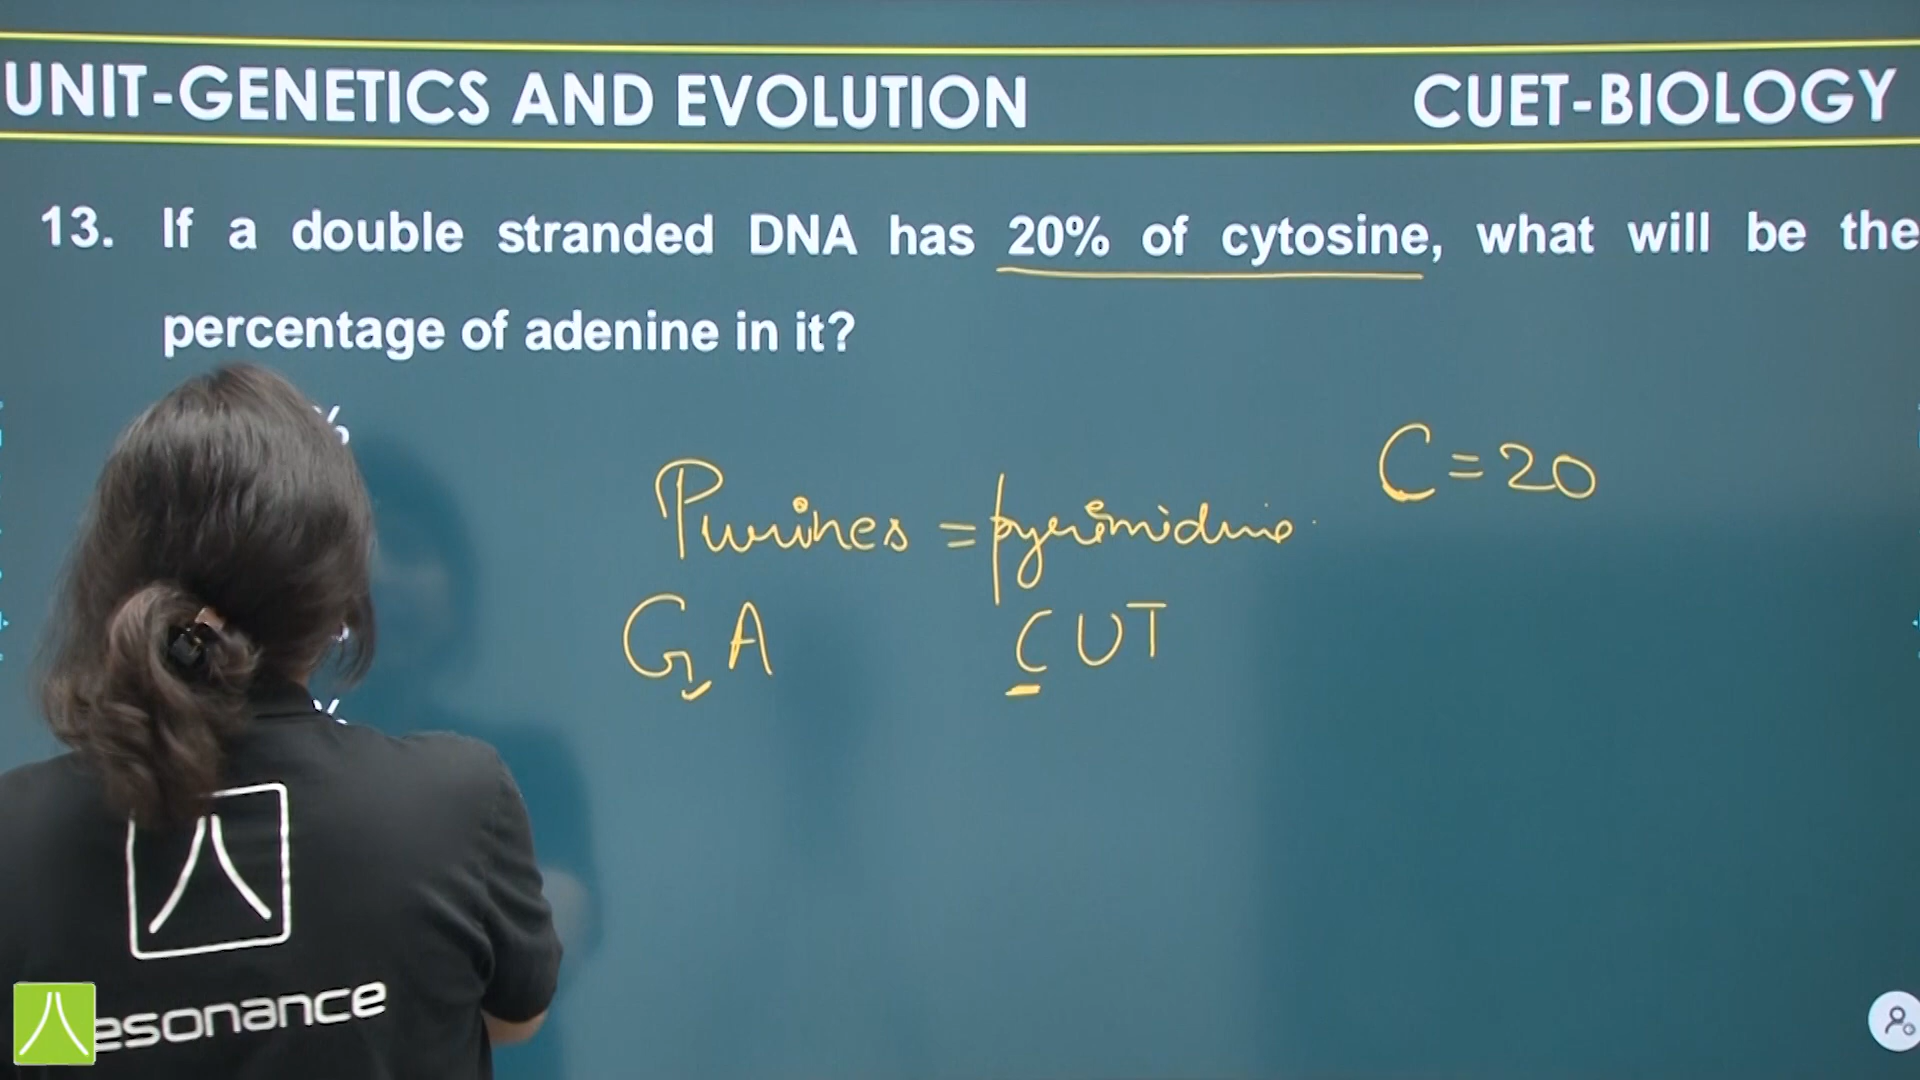 UNIT-GENETICS AND EVOLUTION CUET-BIOLOGY
13. If a double stranded DNA has 20% of cytosine, what will be the
percentage of adenine in it?
%
C = 20
Purines = pyrimidine
G A C U T
%
esonance